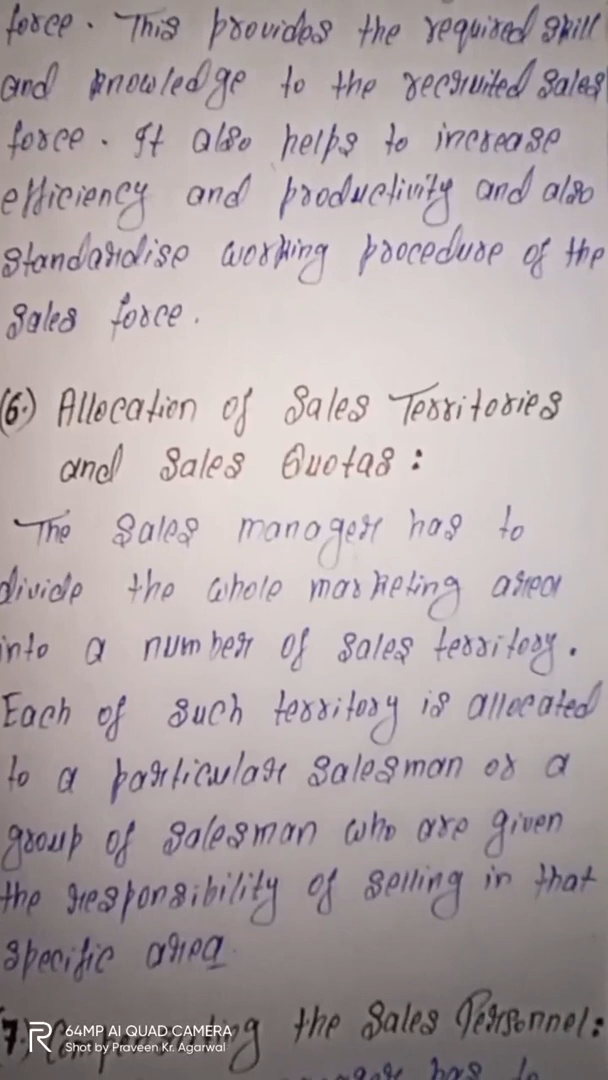 force. This provides the required skill
and knowledge to the recruited sales
force. It also helps to increase
efficiency and productivity and also
standardise working procedure of the
sales force.
(6.) Allocation of Sales Territories
and Sales Quotas :
The sales manager has to
divide the whole marketing area
into a number of sales territory.
Each of such territory is allocated
to a particular salesman or a
group of salesman who are given
the responsibility of selling in that
specific area
7.) the Sales Personnel:
64MP AI QUAD CAMERA
Shot by Praveen Kr. Agarwal
has to